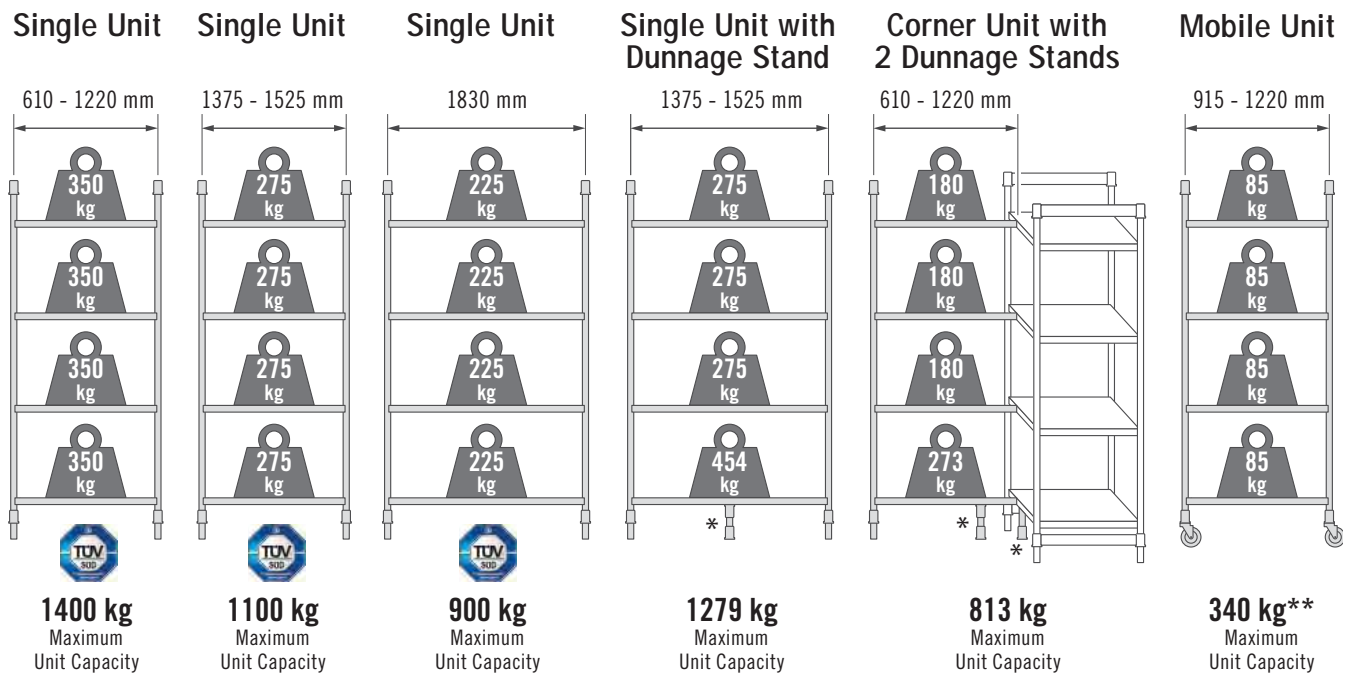 Single Unit
610 - 1220 mm
350
kg
350
kg
350
kg
350
kg
TÜV
SÜD
1400 kg
Maximum
Unit Capacity
Single Unit
1375 - 1525 mm
275
kg
275
kg
275
kg
275
kg
TÜV
SÜD
1100 kg
Maximum
Unit Capacity
Single Unit
1830 mm
225
kg
225
kg
225
kg
225
kg
TÜV
SÜD
900 kg
Maximum
Unit Capacity
Single Unit with
Dunnage Stand
1375 - 1525 mm
275
kg
275
kg
275
kg
454
kg
*
1279 kg
Maximum
Unit Capacity
Corner Unit with
2 Dunnage Stands
610 - 1220 mm
180
kg
180
kg
180
kg
273
kg
*
*
813 kg
Maximum
Unit Capacity
Mobile Unit
915 - 1220 mm
85
kg
85
kg
85
kg
85
kg
340 kg**
Maximum
Unit Capacity